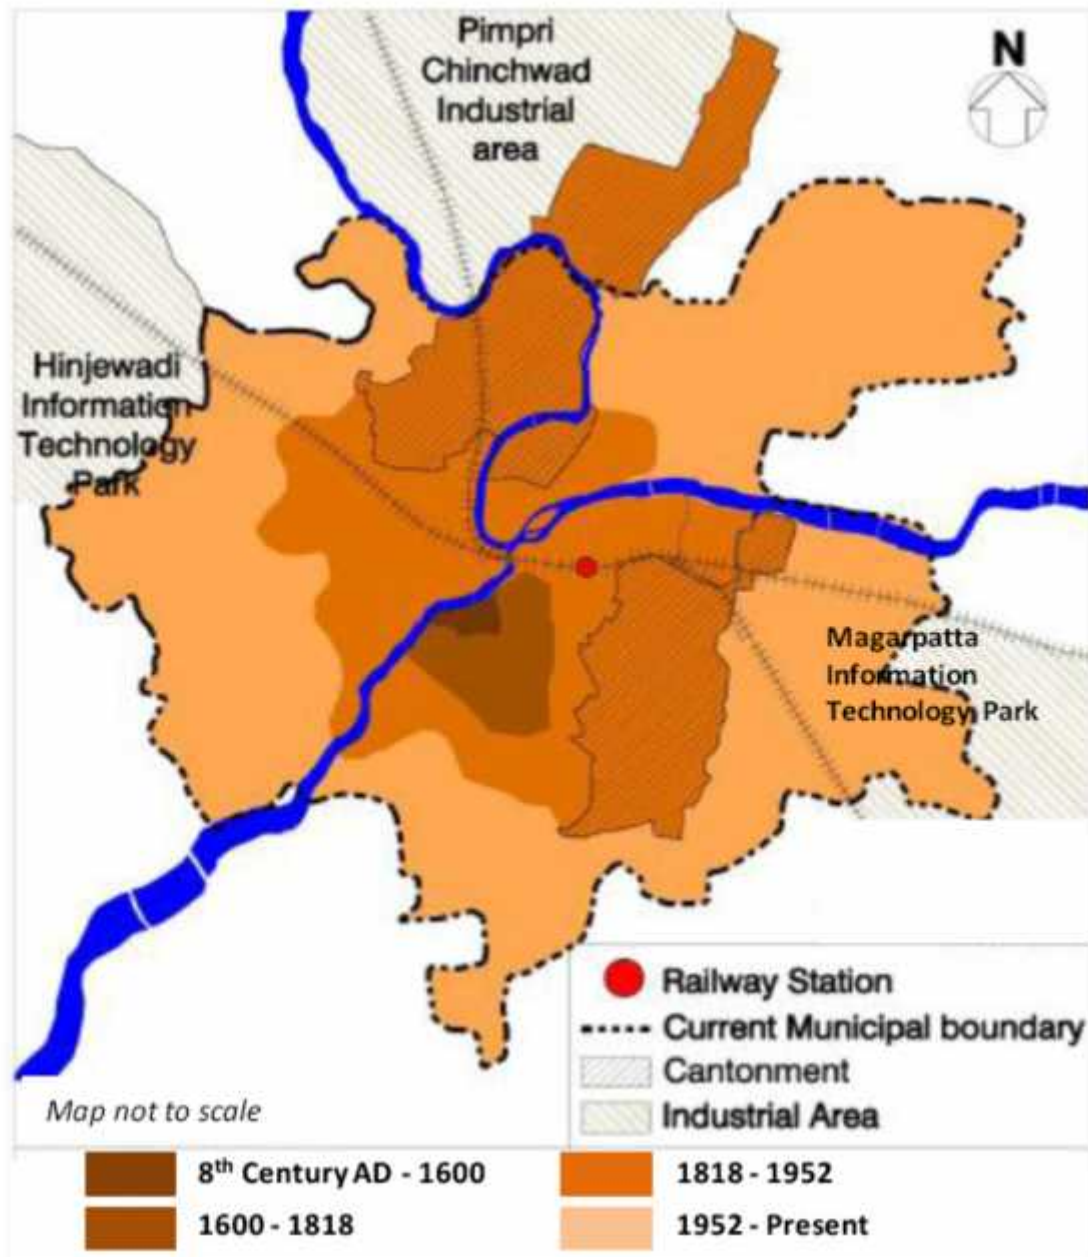 Pimpri
Chinchwad
Industrial
area
N
Hinjewadi
Information
Technology
Park
Magarpatta
Information
Technology Park
Railway Station
Current Municipal boundary
Cantonment
Industrial Area
Map not to scale
8th Century AD - 1600
1600 - 1818
1818 - 1952
1952 - Present